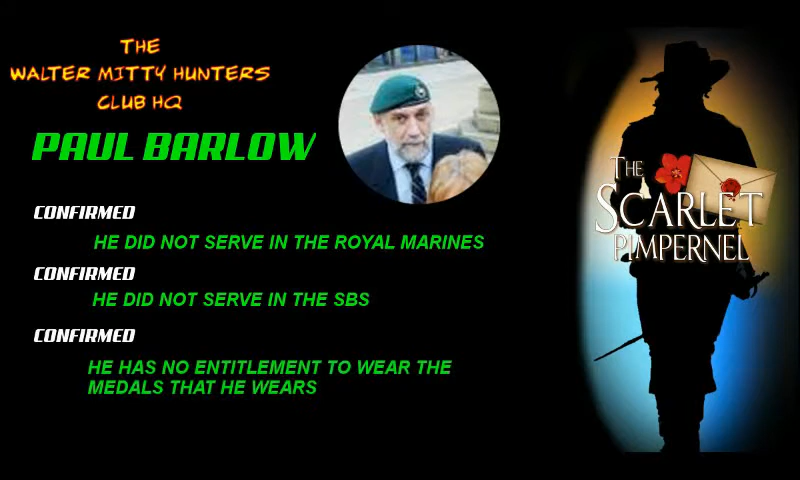 THE
WALTER MITTY HUNTERS
CLUB HQ
PAUL BARLOW
CONFIRMED
HE DID NOT SERVE IN THE ROYAL MARINES
CONFIRMED
HE DID NOT SERVE IN THE SBS
CONFIRMED
HE HAS NO ENTITLEMENT TO WEAR THE
MEDALS THAT HE WEARS
THE
SCARLET
PIMPERNEL